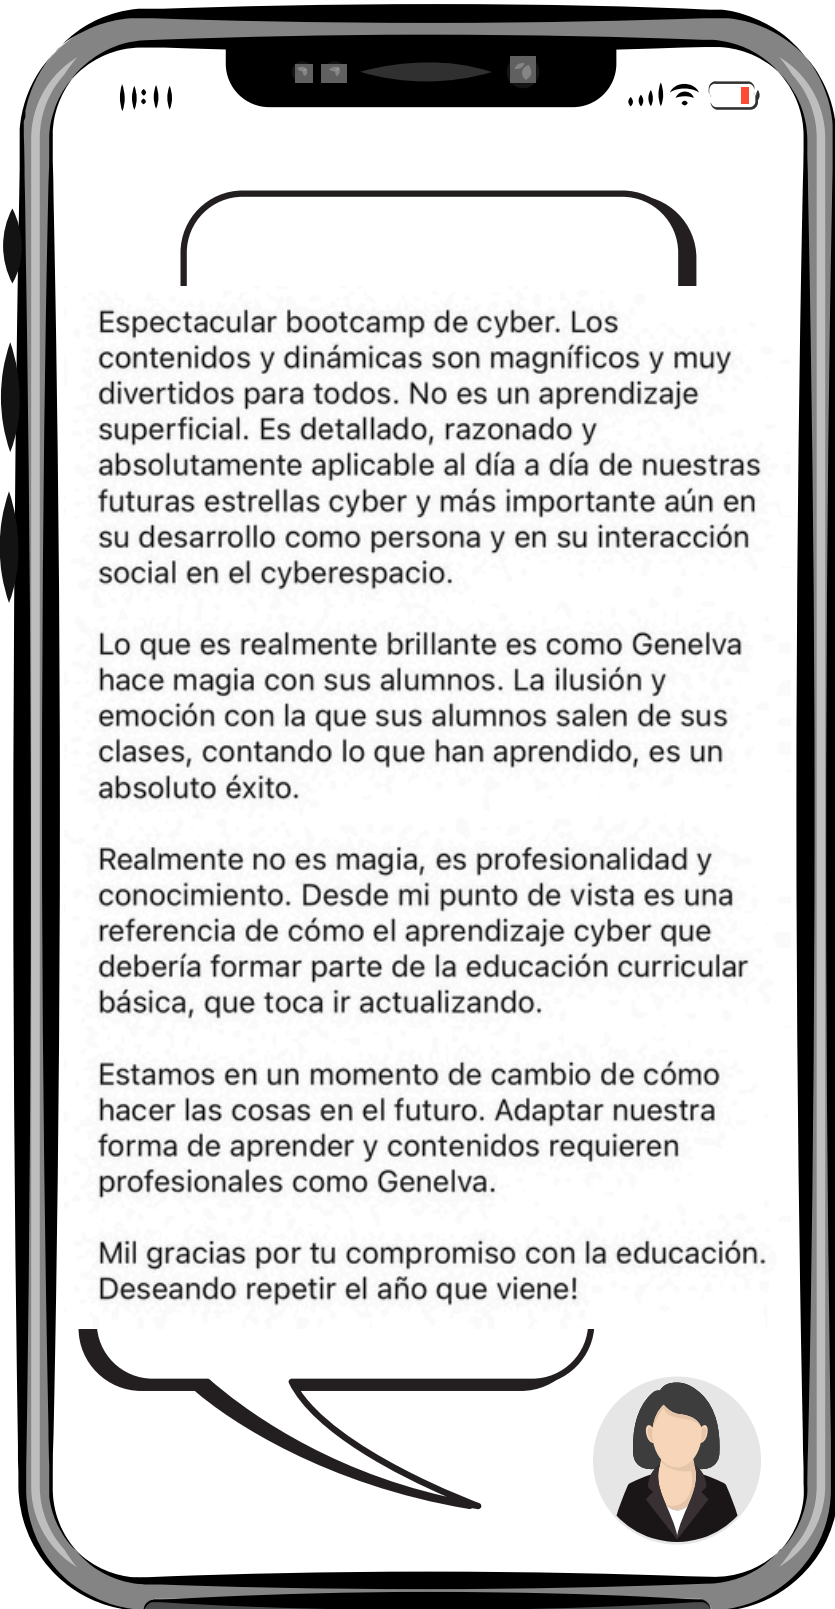 11:11
Espectacular bootcamp de cyber. Los
contenidos y dinámicas son magníficos y muy
divertidos para todos. No es un aprendizaje
superficial. Es detallado, razonado y
absolutamente aplicable al día a día de nuestras
futuras estrellas cyber y más importante aún en
su desarrollo como persona y en su interacción
social en el cyberespacio.
Lo que es realmente brillante es como Genelva
hace magia con sus alumnos. La ilusión y
emoción con la que sus alumnos salen de sus
clases, contando lo que han aprendido, es un
absoluto éxito.
Realmente no es magia, es profesionalidad y
conocimiento. Desde mi punto de vista es una
referencia de cómo el aprendizaje cyber que
debería formar parte de la educación curricular
básica, que toca ir actualizando.
Estamos en un momento de cambio de cómo
hacer las cosas en el futuro. Adaptar nuestra
forma de aprender y contenidos requieren
profesionales como Genelva.
Mil gracias por tu compromiso con la educación.
Deseando repetir el año que viene!